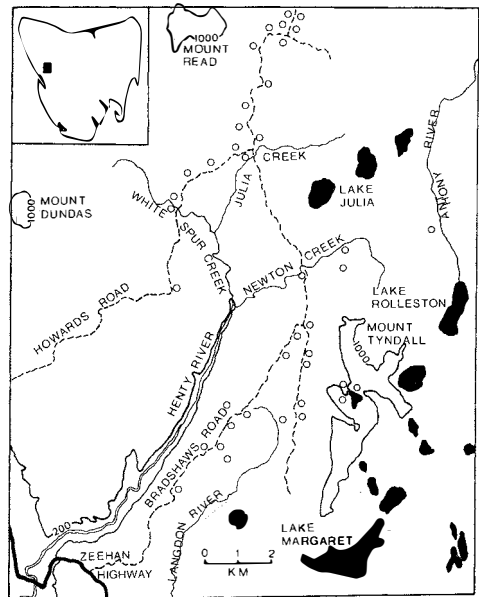 1000
MOUNT
READ
JULIA
CREEK
RIVER
ANTHONY
LAKE
JULIA
1000
MOUNT
DUNDAS
WHITE
SPUR CREEK
NEWTON CREEK
LAKE
ROLLESTON
MOUNT
TYNDALL
1000
HOWARDS ROAD
HENTY RIVER
BRADSHAWS ROAD
LANGDON RIVER
200
ZEEHAN
HIGHWAY
0 1 2
KM
LAKE
MARGARET